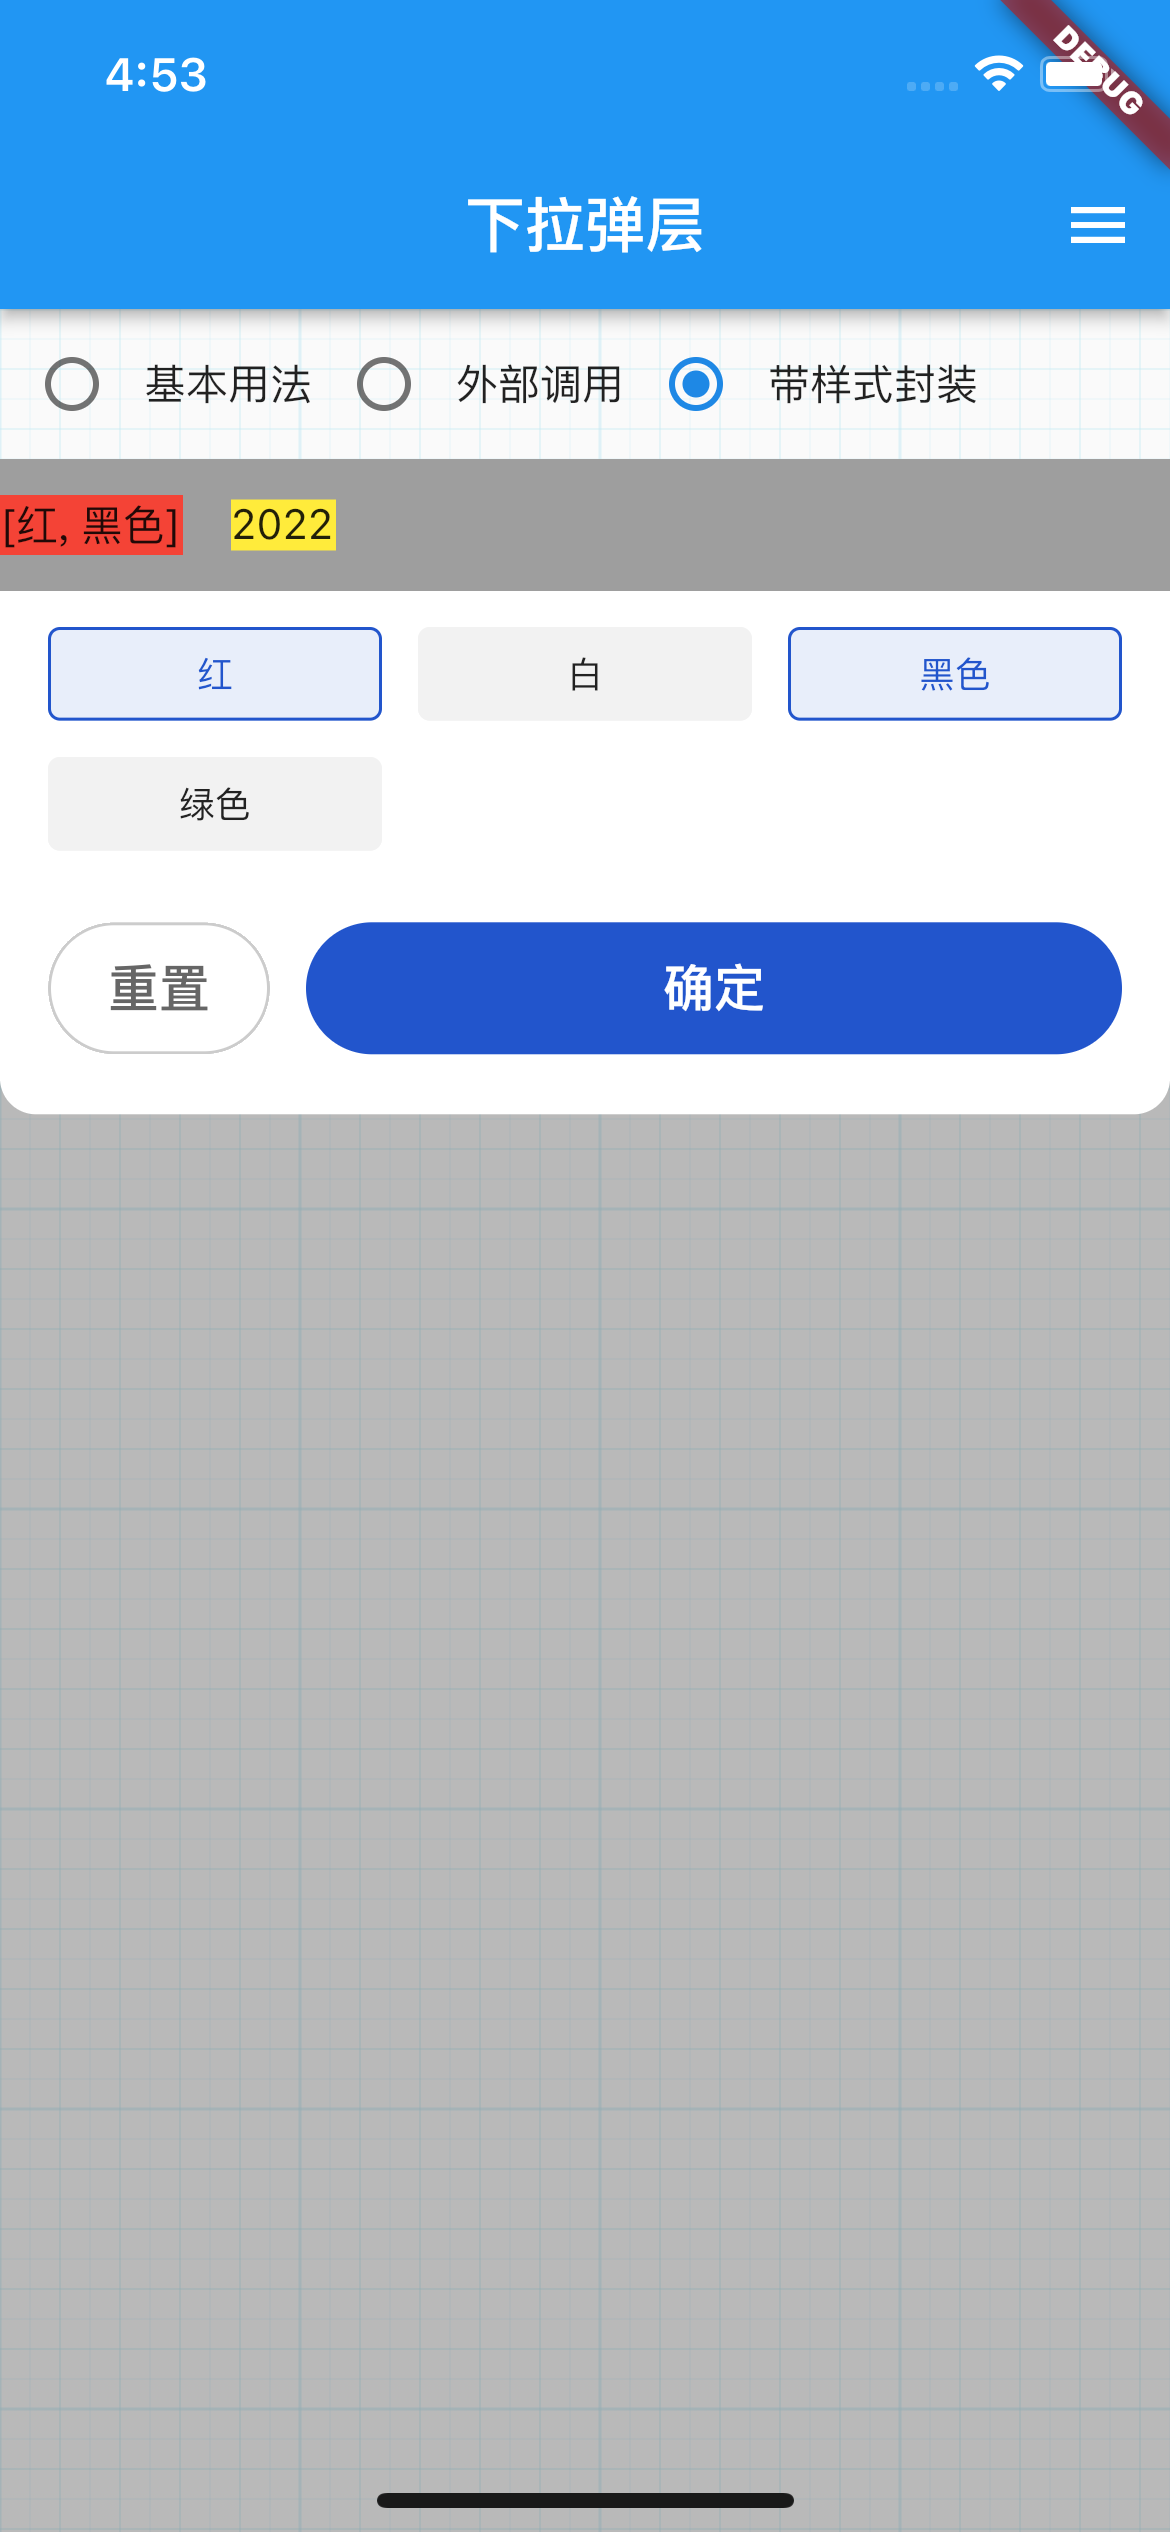 4:53
DEBUG
下拉弹层
基本用法 外部调用 带样式封装
[红, 黑色] 2022
红 白 黑色
绿色
重置 确定